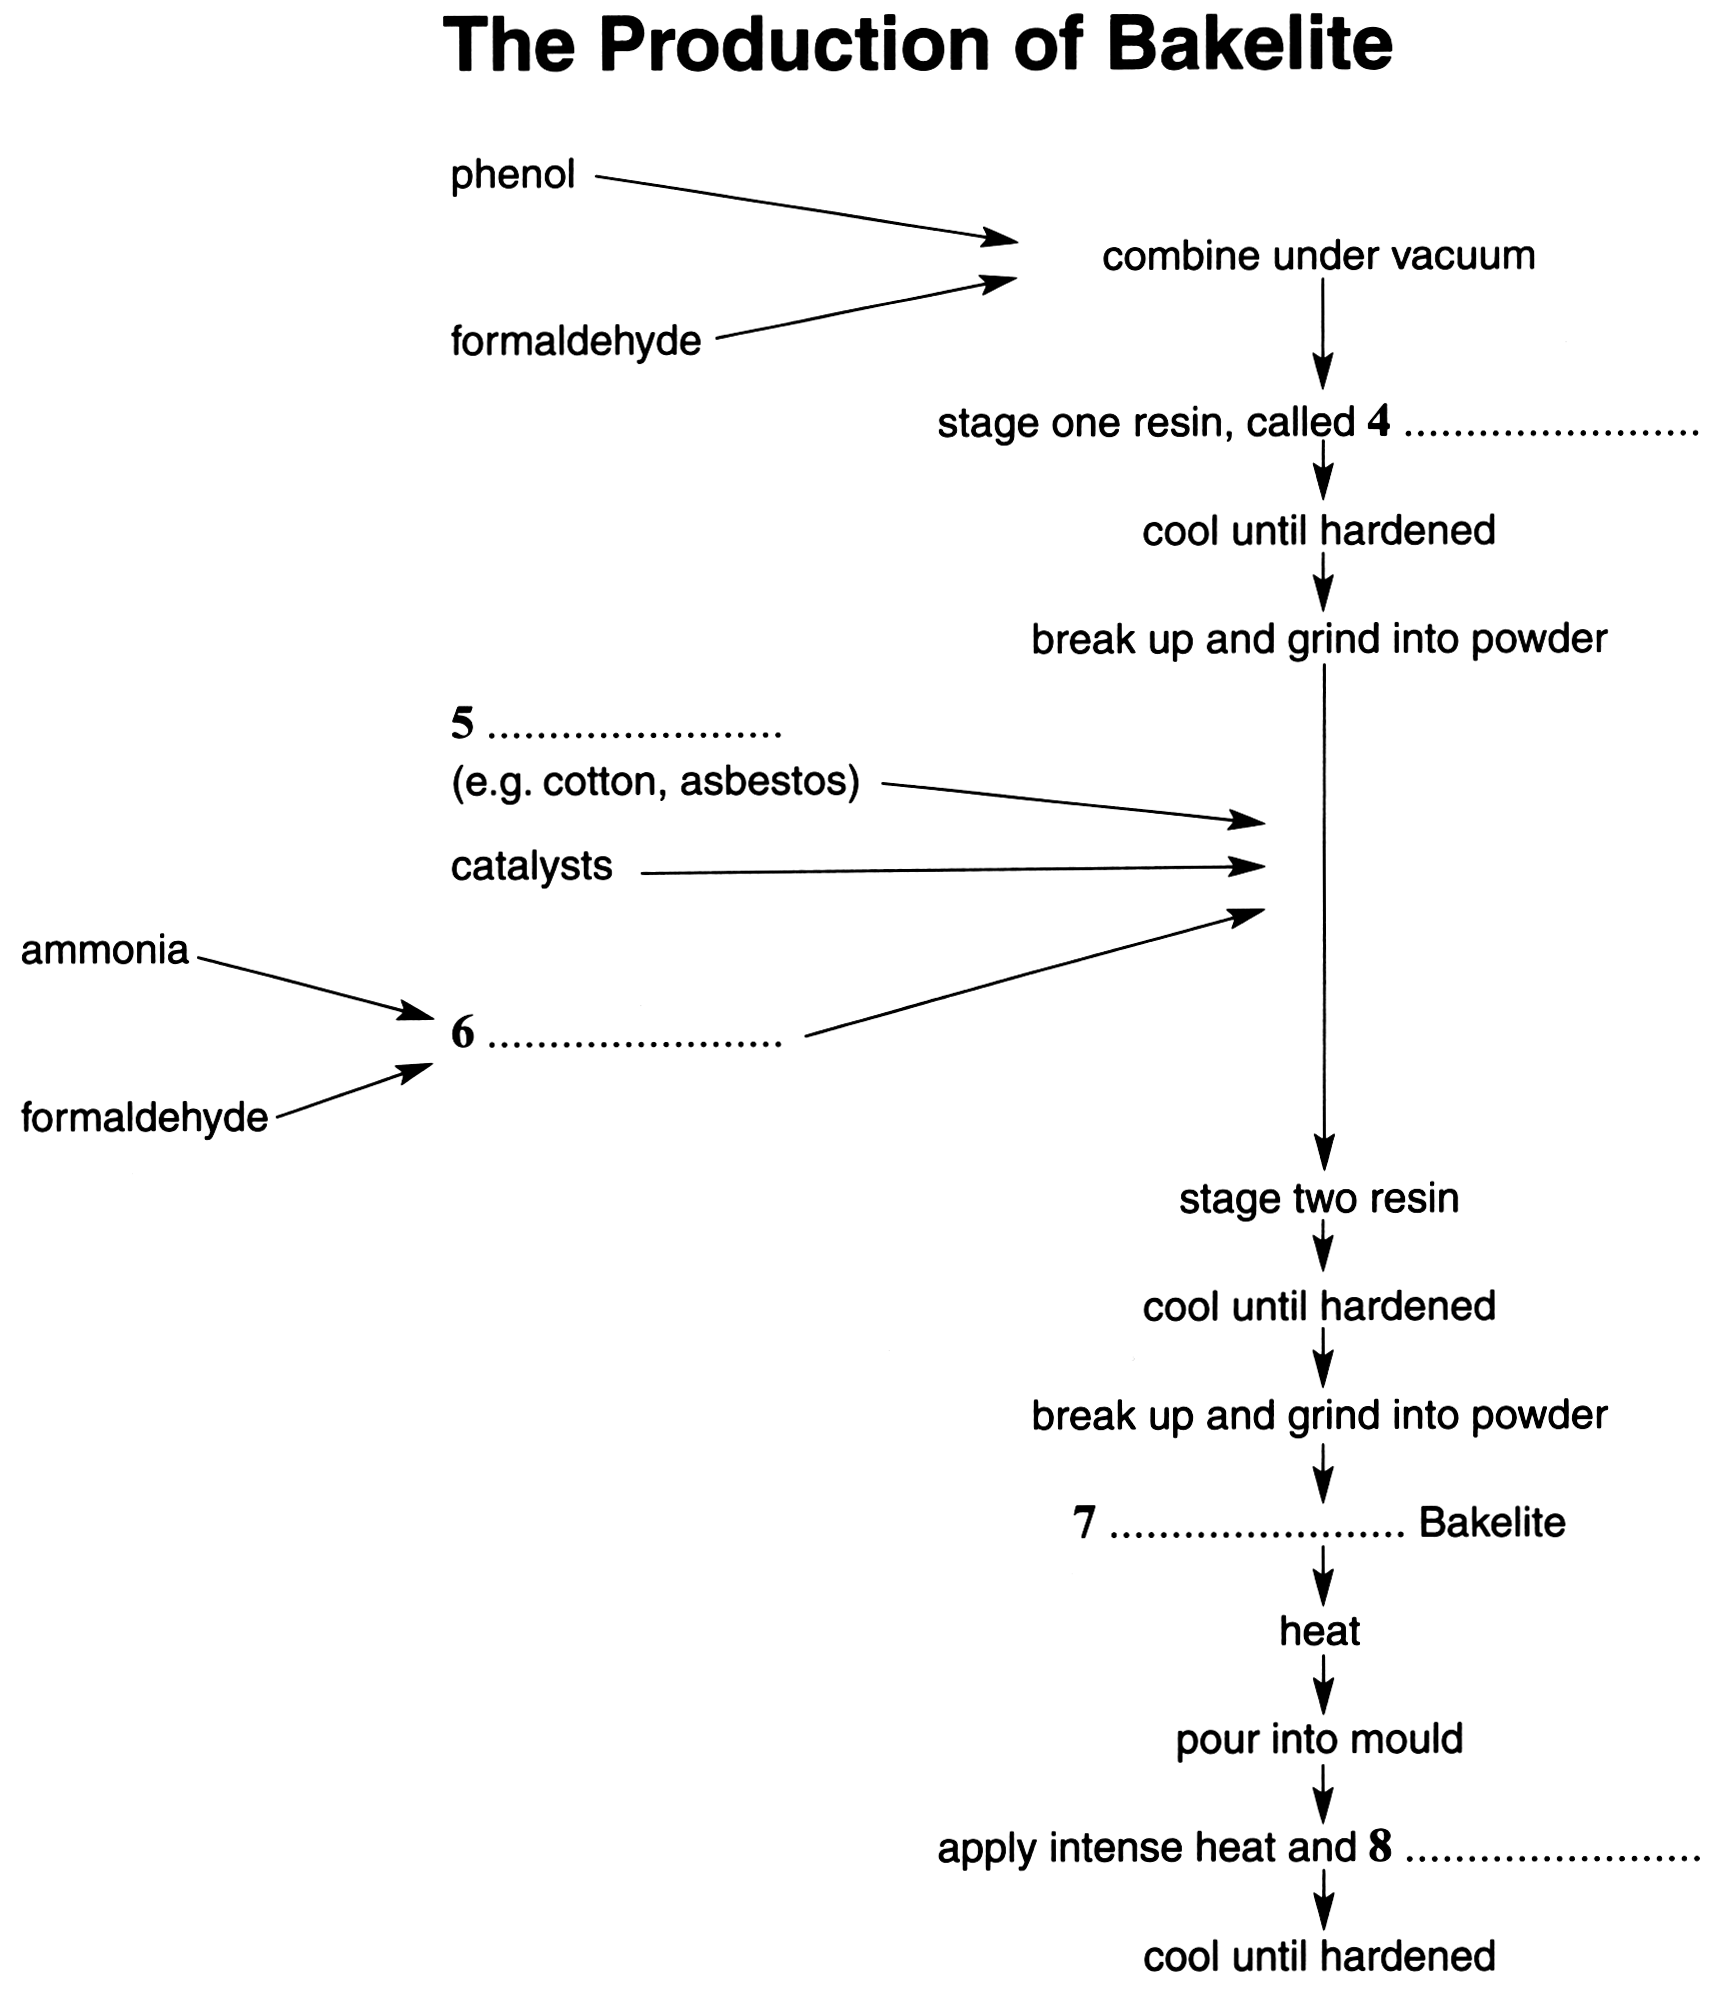 The Production of Bakelite
phenol
combine under vacuum
formaldehyde
stage one resin, called 4 ........................
cool until hardened
break up and grind into powder
5 ........................
(e.g. cotton, asbestos)
catalysts
ammonia
6 ........................
formaldehyde
stage two resin
cool until hardened
break up and grind into powder
7 ........................ Bakelite
heat
pour into mould
apply intense heat and 8 ........................
cool until hardened